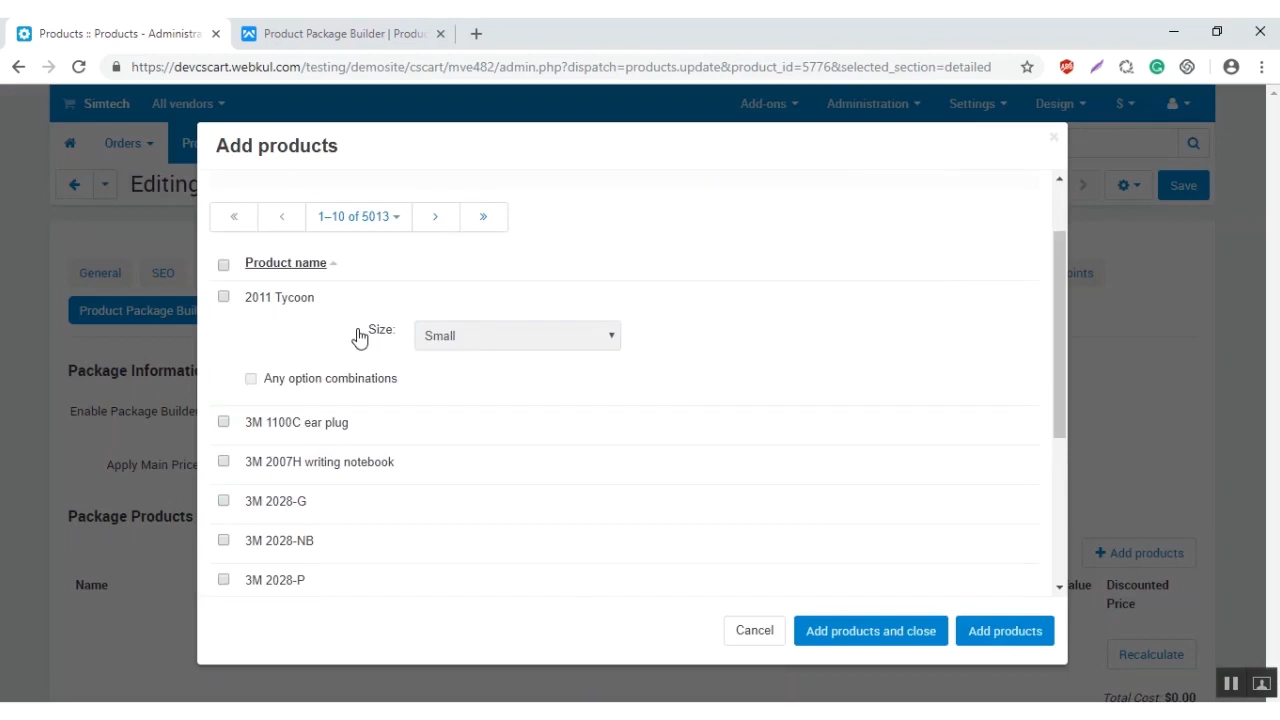 Products :: Products - Administra
Product Package Builder | Produ
https://devcscart.webkul.com/testing/demosite/cscart/mve482/admin.php?dispatch=products.update&product_id=5776&selected_section=detailed
Simtech All vendors Add-ons Administration Settings Design $
Orders
Editing Save
Add products
1–10 of 5013
Product name
2011 Tycoon
Size: Small
Any option combinations
3M 1100C ear plug
3M 2007H writing notebook
3M 2028-G
3M 2028-NB
3M 2028-P
Cancel Add products and close Add products
General SEO
Product Package Buil
Package Informati
Enable Package Builder
Apply Main Price
Package Products
Add products
Name Discounted
Price
Recalculate
Total Cost: $0.00